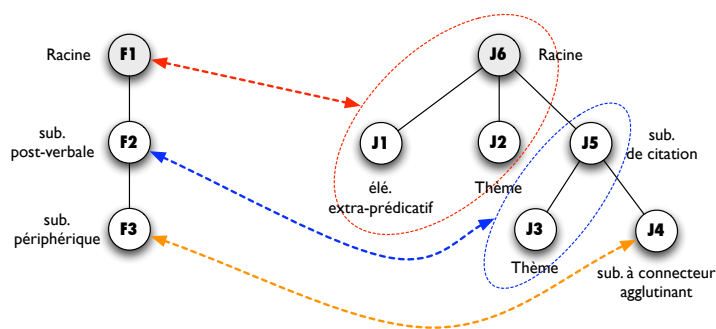 Racine
F1
J6
Racine
sub.
post-verbale
F2
J1
J2
J5
sub.
de citation
élé.
extra-prédicatif
Thème
sub.
périphérique
F3
J3
J4
Thème
sub. à connecteur
agglutinant